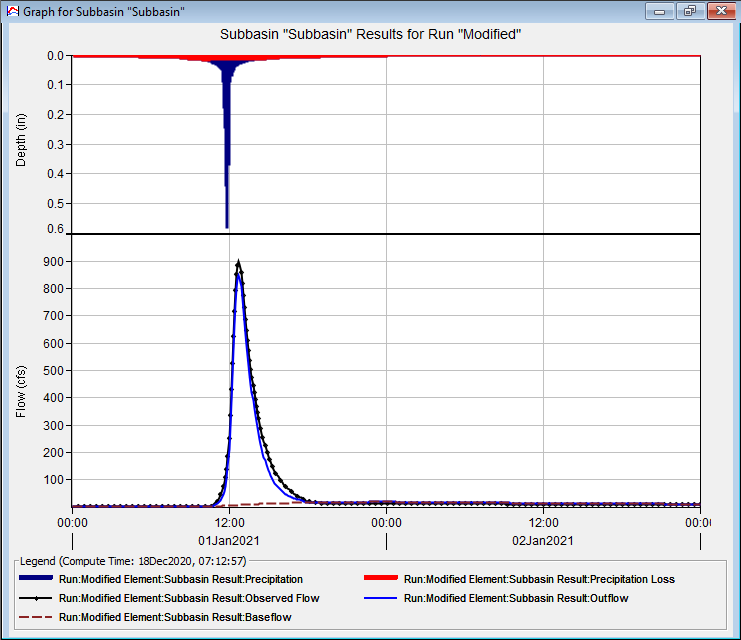 Graph for Subbasin "Subbasin"
Subbasin "Subbasin" Results for Run "Modified"
Depth (in)
0.0
0.1
0.2
0.3
0.4
0.5
0.6
Flow (cfs)
900
800
700
600
500
400
300
200
100
00:00 12:00 00:00 12:00 00:0
01Jan2021 02Jan2021
Legend (Compute Time: 18Dec2020, 07:12:57)
Run:Modified Element:Subbasin Result:Precipitation
Run:Modified Element:Subbasin Result:Precipitation Loss
Run:Modified Element:Subbasin Result:Observed Flow
Run:Modified Element:Subbasin Result:Outflow
Run:Modified Element:Subbasin Result:Baseflow